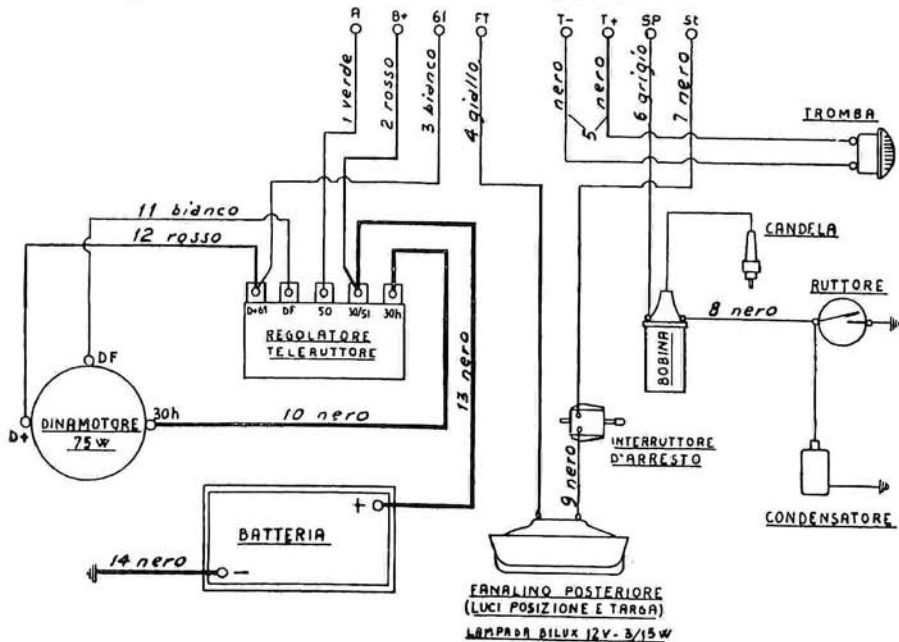 A B+ 61 FT T- T+ SP St
1 verde
2 rosso
3 bianco
4 giallo
nero
5
nero
6 grigio
7 nero
TROMBA
11 bianco
12 rosso
CANDELA
RUTTORE
8 nero
D+61 DF 50 30/51 30h
REGOLATORE
TELERUTTORE
BOBINA
13 nero
DF
D+
DINAMOTORE
75 W
30h
10 nero
INTERRUTTORE
D'ARRESTO
9 nero
CONDENSATORE
+
BATTERIA
14 nero
-
FANALINO POSTERIORE
(LUCI POSIZIONE E TARGA)
LAMPADA BILUX 12V - 3/15 W